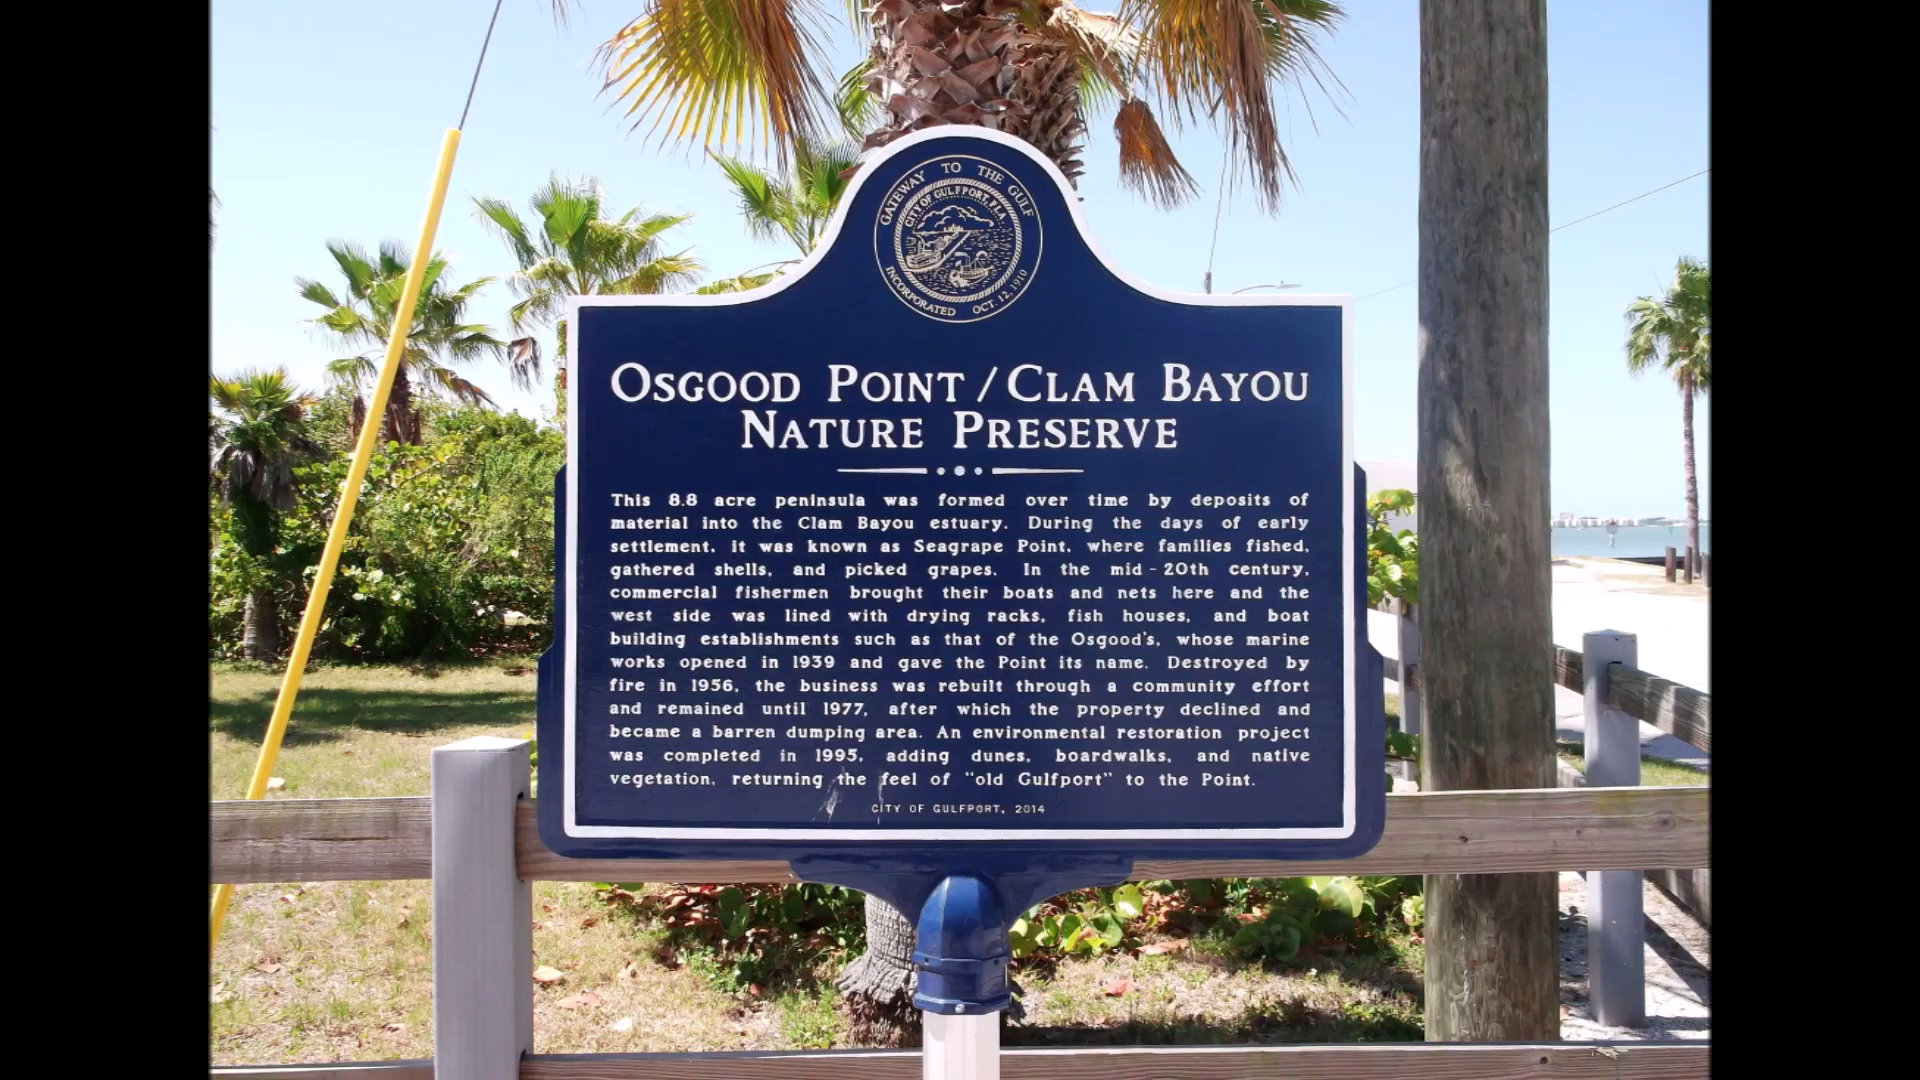 GATEWAY TO THE GULF
CITY OF GULFPORT, FLA.
INCORPORATED OCT. 12, 1910
OSGOOD POINT / CLAM BAYOU
NATURE PRESERVE
This 8.8 acre peninsula was formed over time by deposits of
material into the Clam Bayou estuary. During the days of early
settlement, it was known as Seagrape Point, where families fished,
gathered shells, and picked grapes. In the mid - 20th century,
commercial fishermen brought their boats and nets here and the
west side was lined with drying racks, fish houses, and boat
building establishments such as that of the Osgood's, whose marine
works opened in 1939 and gave the Point its name. Destroyed by
fire in 1956, the business was rebuilt through a community effort
and remained until 1977, after which the property declined and
became a barren dumping area. An environmental restoration project
was completed in 1995, adding dunes, boardwalks, and native
vegetation, returning the feel of "old Gulfport" to the Point.
CITY OF GULFPORT, 2014